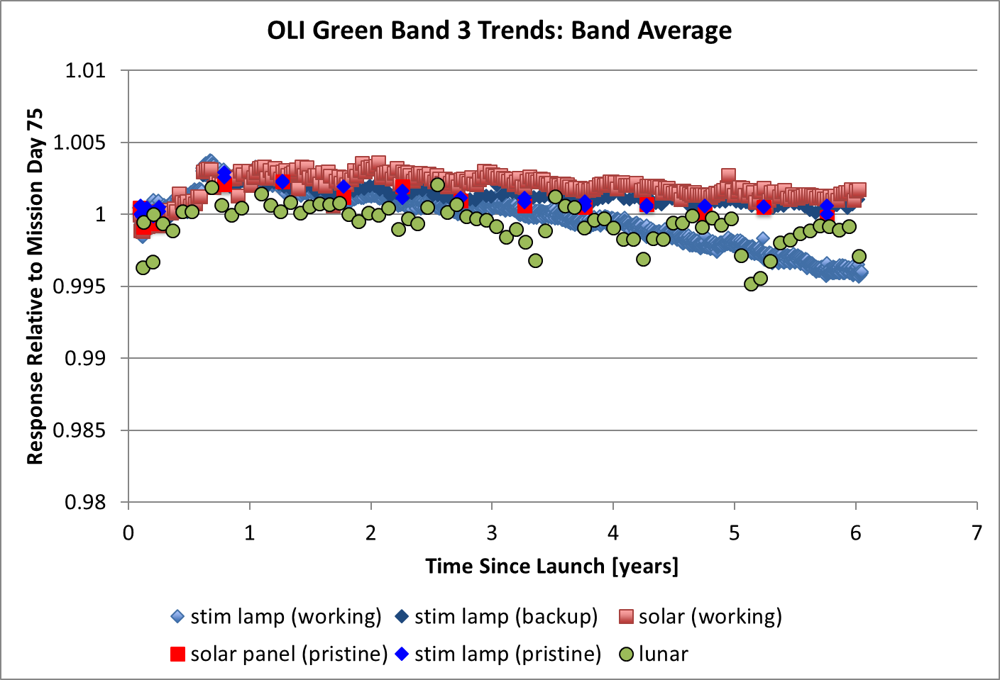 OLI Green Band 3 Trends: Band Average
Response Relative to Mission Day 75
1.01
1.005
1
0.995
0.99
0.985
0.98
0 1 2 3 4 5 6 7
Time Since Launch [years]
stim lamp (working) stim lamp (backup) solar (working)
solar panel (pristine) stim lamp (pristine) lunar